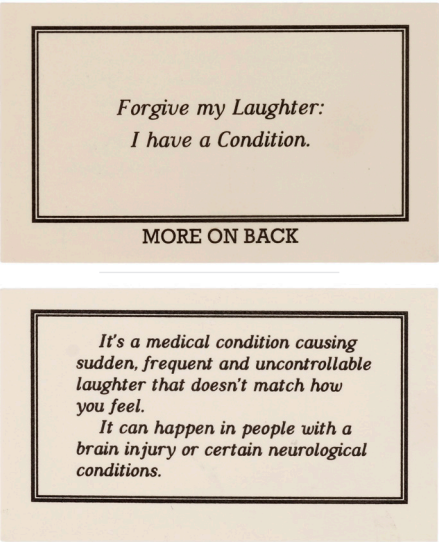 Forgive my Laughter:
I have a Condition.
MORE ON BACK
It's a medical condition causing
sudden, frequent and uncontrollable
laughter that doesn't match how
you feel.
It can happen in people with a
brain injury or certain neurological
conditions.